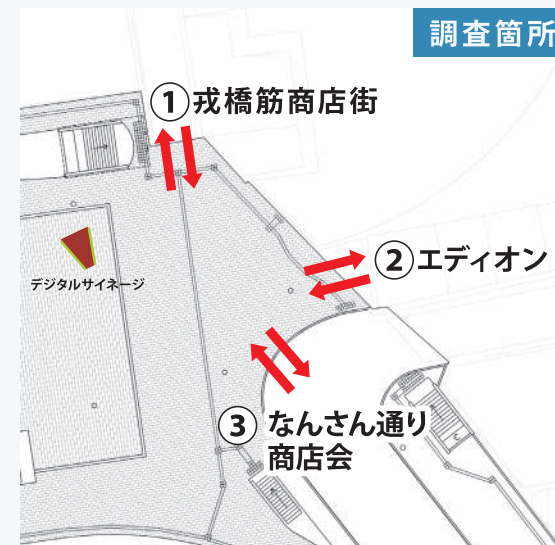 調査箇所
①戎橋筋商店街
②エディオン
デジタルサイネージ
③なんさん通り
商店会